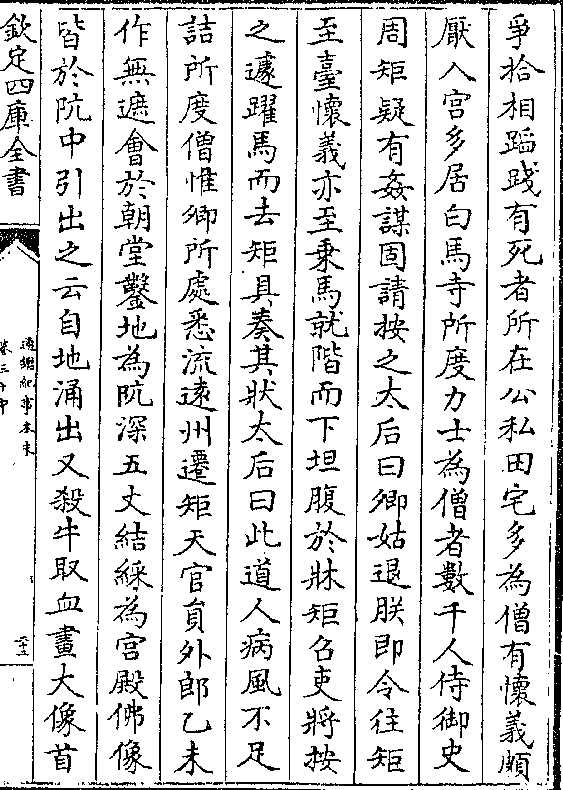 爭拾相蹈踐有死者所在公私田宅多為僧有懷義頗
厭入宮多居白馬寺所度力士為僧者數千人侍御史
周矩疑有姦謀固請按之太后曰卿姑退朕即令往矩
至臺懷義亦至乗馬就階而下坦腹於牀矩召吏將按
之遽躍馬而去矩具奏其狀太后曰此道人病風不足
詰所度僧惟卿所處悉流逺州遷矩天官員外郎乙未
作無遮會於朝堂鑿地為阬深五丈結綵為宮殿佛像
皆於阬中引出之云自地涌出又殺牛取血畫大像首
欽定四庫全書
通鑑紀事本末
卷三十中